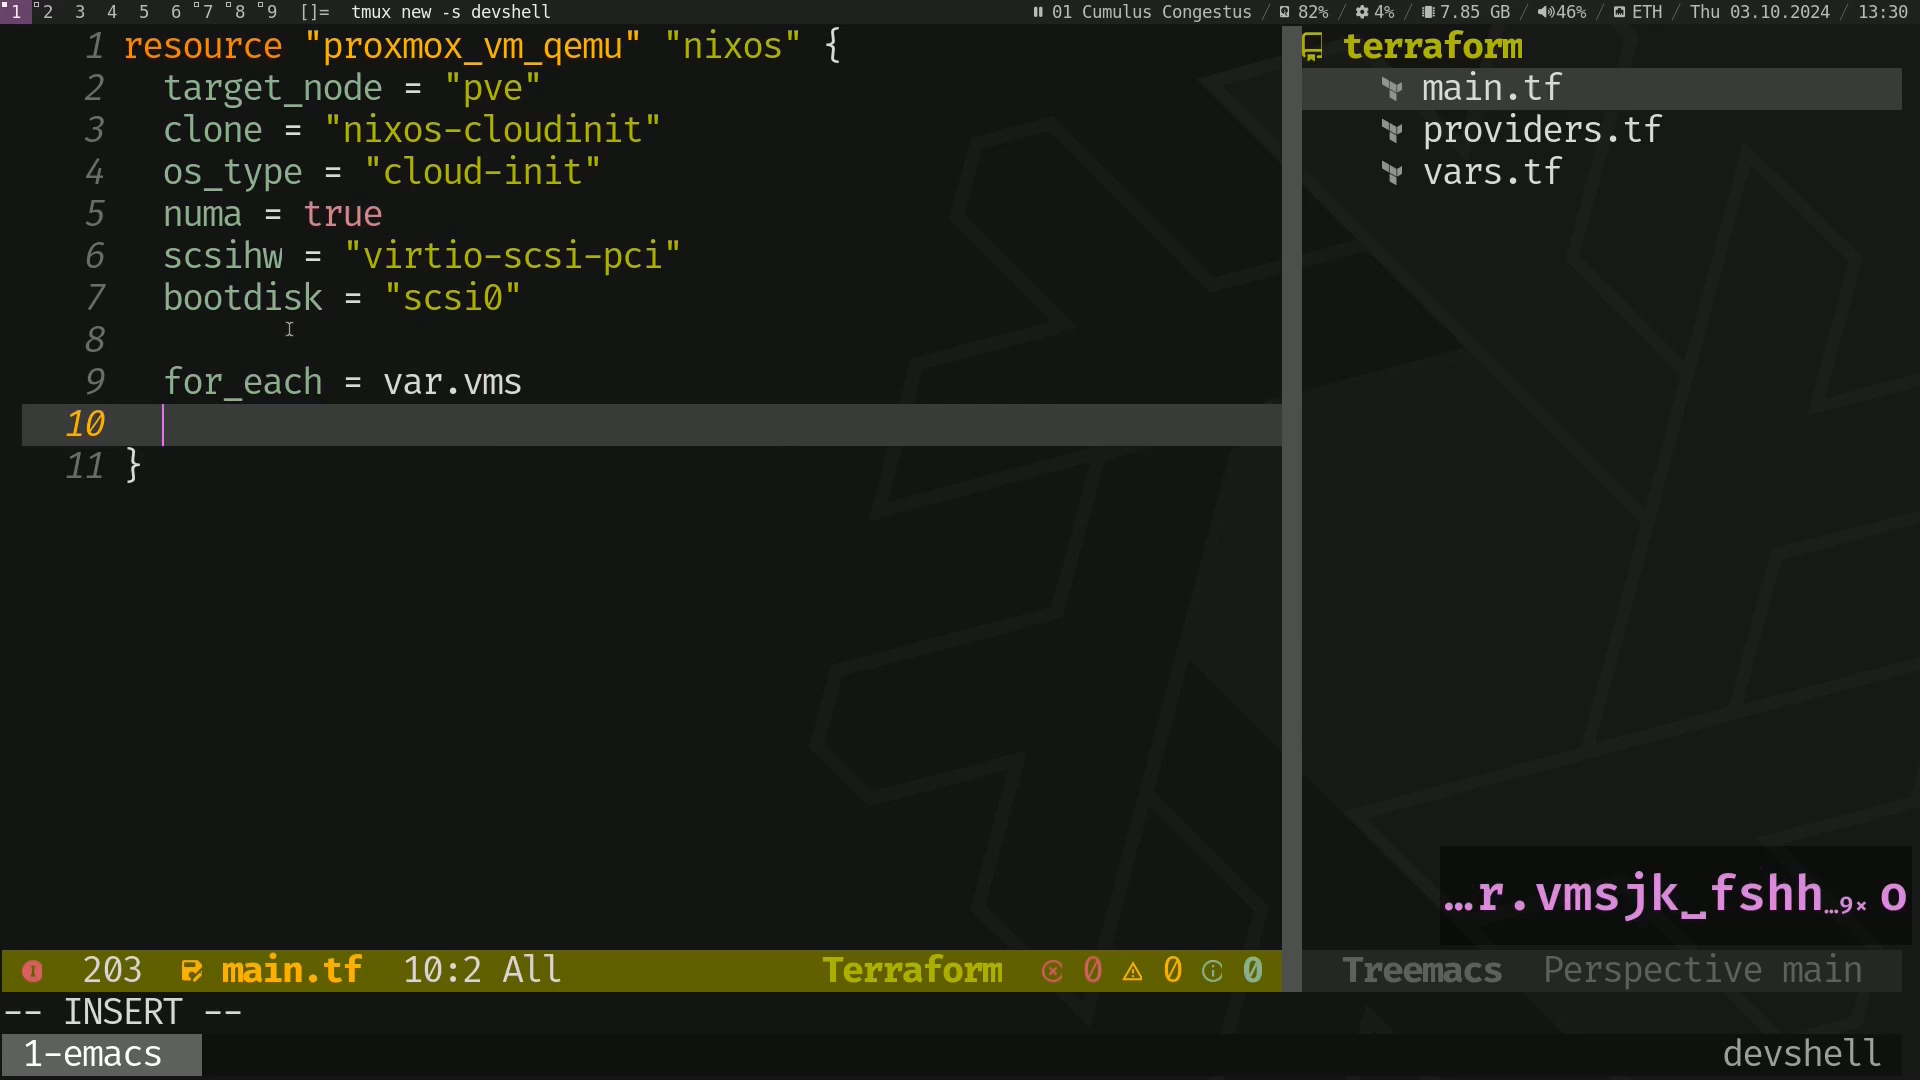 1 2 3 4 5 6 7 8 9 []= tmux new -s devshell 01 Cumulus Congestus / 82% / 4% / 7.85 GB / 46% / ETH / Thu 03.10.2024 / 13:30
1 resource "proxmox_vm_qemu" "nixos" {
2 target_node = "pve"
3 clone = "nixos-cloudinit"
4 os_type = "cloud-init"
5 numa = true
6 scsihw = "virtio-scsi-pci"
7 bootdisk = "scsi0"
8
9 for_each = var.vms
10
11 }
terraform
main.tf
providers.tf
vars.tf
…r.vmsjk␣fshh…9× o
203 main.tf 10:2 All Terraform 0 0 0
Treemacs Perspective main
-- INSERT --
1-emacs
devshell